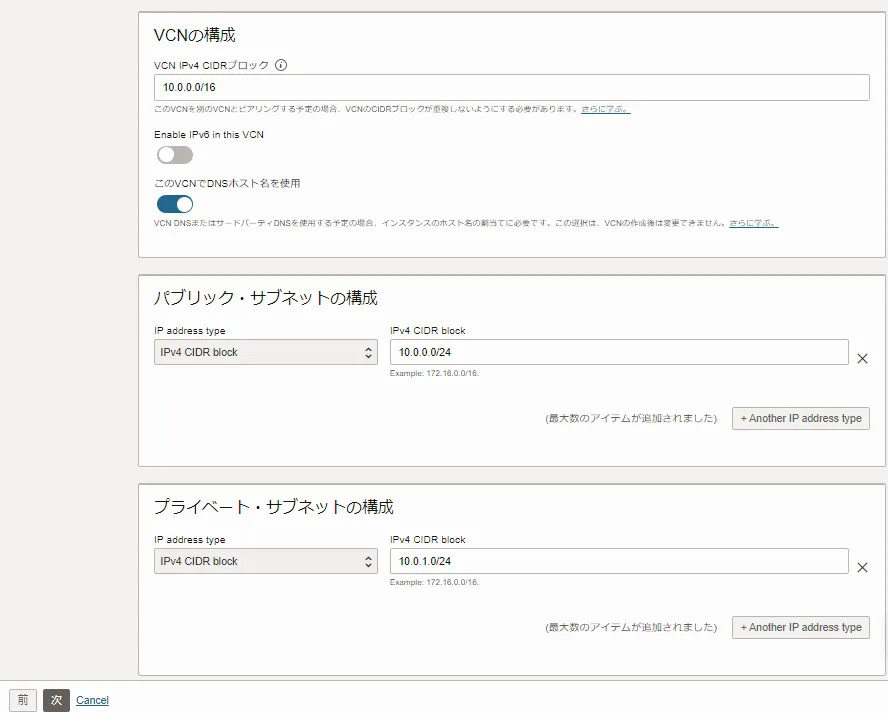 VCNの構成
VCN IPv4 CIDRブロック
10.0.0.0/16
このVCNを別のVCNとピアリングする予定の場合、VCNのCIDRブロックが重複しないようにする必要があります。さらに学ぶ。
Enable IPv6 in this VCN
このVCNでDNSホスト名を使用
VCN DNSまたはサードパーティDNSを使用する予定の場合、インスタンスのホスト名の割当てに必要です。この選択は、VCNの作成後は変更できません。さらに学ぶ。
パブリック・サブネットの構成
IP address type
IPv4 CIDR block
IPv4 CIDR block
10.0.0.0/24
Example: 172.16.0.0/16.
(最大数のアイテムが追加されました)
+ Another IP address type
プライベート・サブネットの構成
IP address type
IPv4 CIDR block
IPv4 CIDR block
10.0.1.0/24
Example: 172.16.0.0/16.
(最大数のアイテムが追加されました)
+ Another IP address type
前 次 Cancel